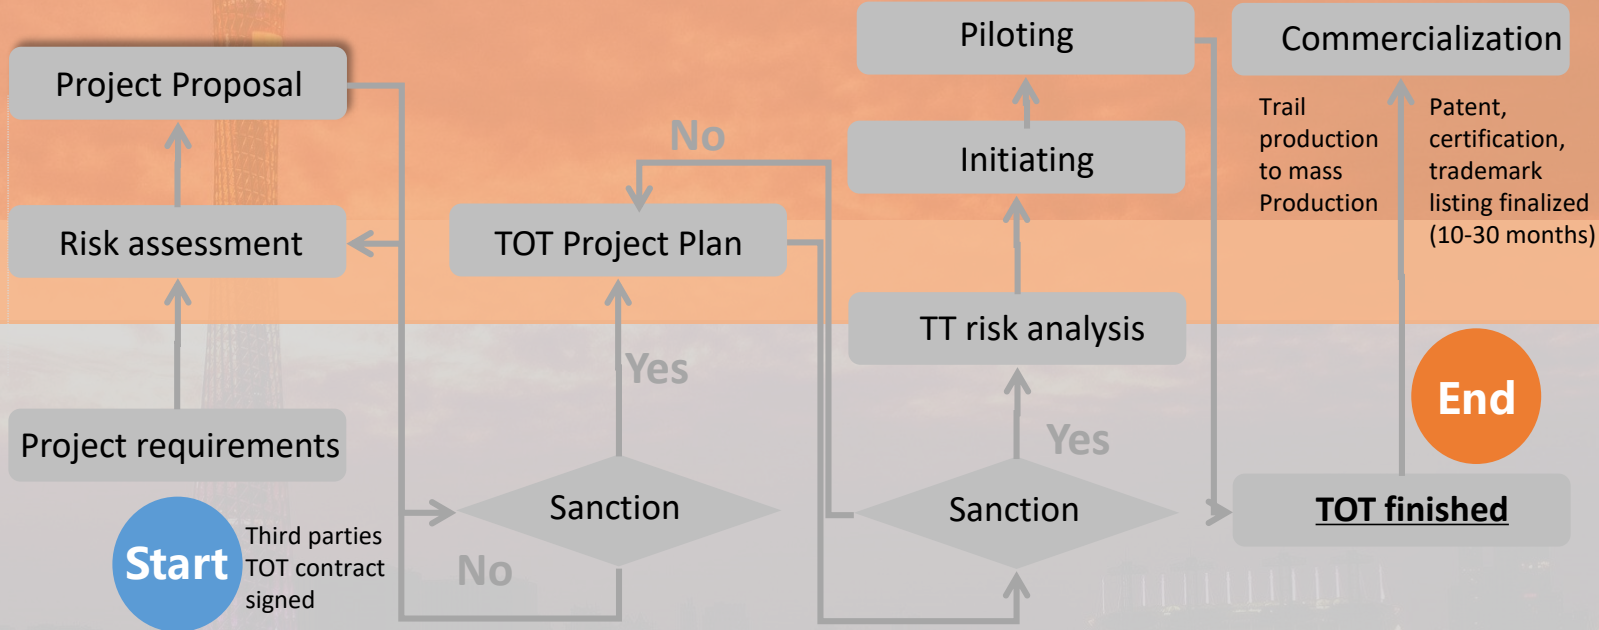 Project Proposal
Risk assessment
Project requirements
Start
Third parties
TOT contract
signed
No
TOT Project Plan
Yes
Sanction
No
Piloting
Initiating
TT risk analysis
Yes
Sanction
Commercialization
Trail
production
to mass
Production
Patent,
certification,
trademark
listing finalized
(10-30 months)
End
TOT finished